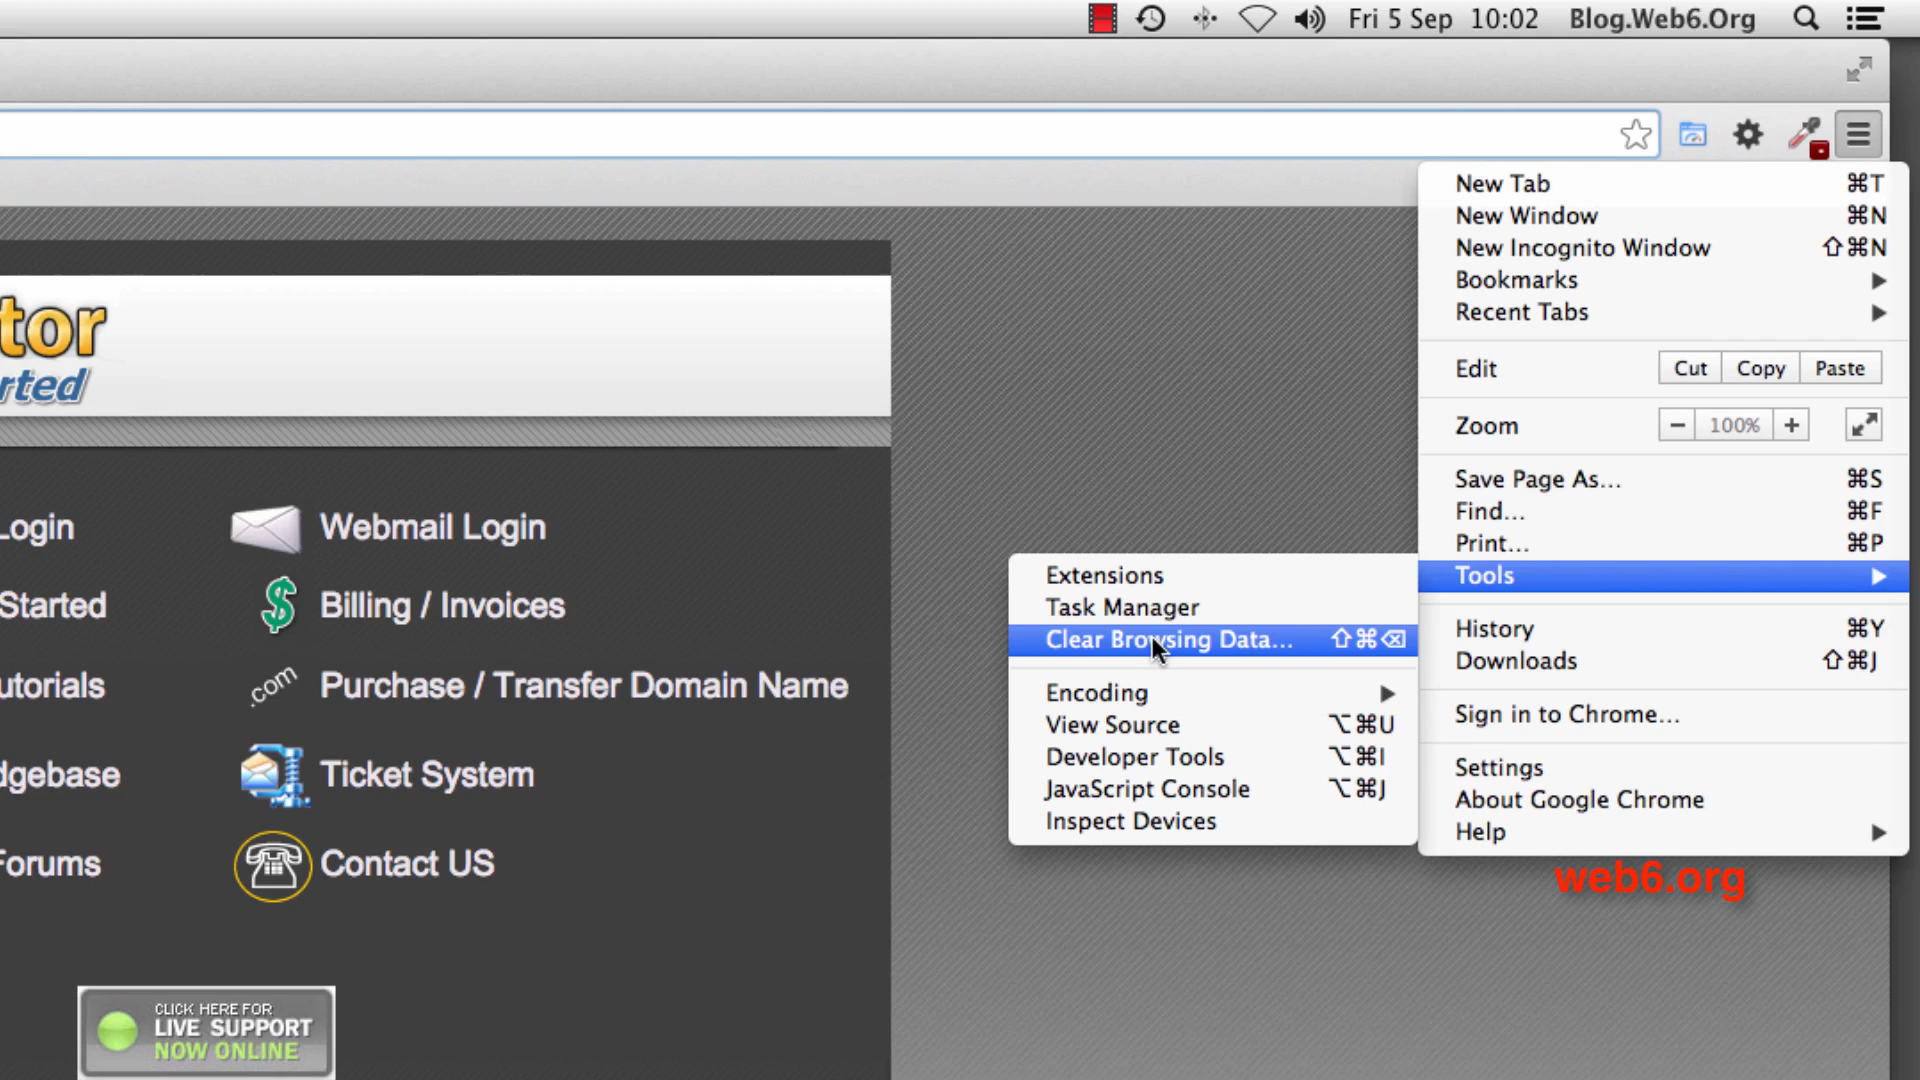 Fri 5 Sep 10:02 Blog.Web6.Org
New Tab ⌘T
New Window ⌘N
New Incognito Window ⇧⌘N
Bookmarks ▶
Recent Tabs ▶
Edit Cut Copy Paste
Zoom − 100% +
Save Page As... ⌘S
Find... ⌘F
Print... ⌘P
Tools ▶
History ⌘Y
Downloads ⇧⌘J
Sign in to Chrome...
Settings
About Google Chrome
Help ▶
Extensions
Task Manager
Clear Browsing Data... ⇧⌘⌫
Encoding ▶
View Source ⌥⌘U
Developer Tools ⌥⌘I
JavaScript Console ⌥⌘J
Inspect Devices
tor
rted
Login
Webmail Login
Started
Billing / Invoices
utorials
.com
Purchase / Transfer Domain Name
dgebase
Ticket System
Forums
Contact US
web6.org
CLICK HERE FOR
LIVE SUPPORT
NOW ONLINE